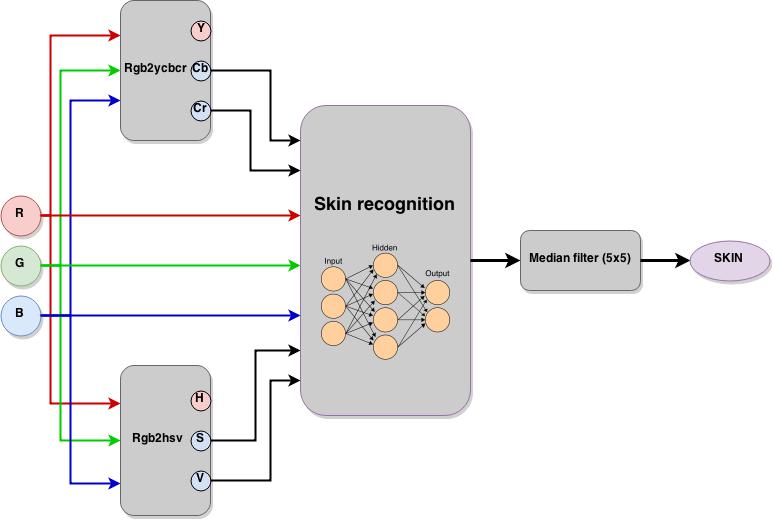 Y
Rgb2ycbcr
Cb
Cr
R
G
B
Skin recognition
Input
Hidden
Output
Median filter (5x5)
SKIN
H
Rgb2hsv
S
V